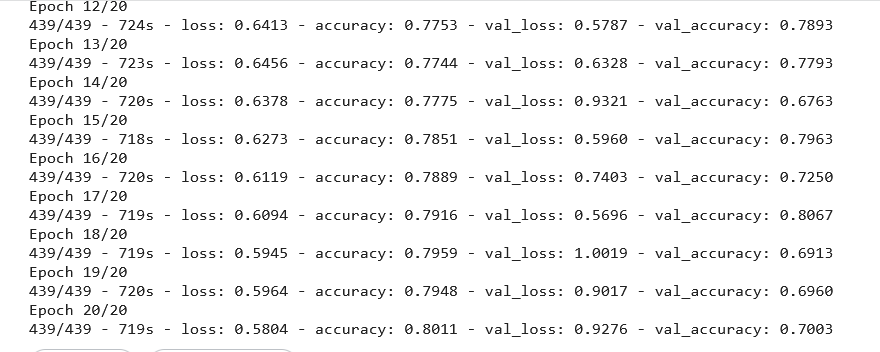 Epoch 12/20
439/439 - 724s - loss: 0.6413 - accuracy: 0.7753 - val_loss: 0.5787 - val_accuracy: 0.7893
Epoch 13/20
439/439 - 723s - loss: 0.6456 - accuracy: 0.7744 - val_loss: 0.6328 - val_accuracy: 0.7793
Epoch 14/20
439/439 - 720s - loss: 0.6378 - accuracy: 0.7775 - val_loss: 0.9321 - val_accuracy: 0.6763
Epoch 15/20
439/439 - 718s - loss: 0.6273 - accuracy: 0.7851 - val_loss: 0.5960 - val_accuracy: 0.7963
Epoch 16/20
439/439 - 720s - loss: 0.6119 - accuracy: 0.7889 - val_loss: 0.7403 - val_accuracy: 0.7250
Epoch 17/20
439/439 - 719s - loss: 0.6094 - accuracy: 0.7916 - val_loss: 0.5696 - val_accuracy: 0.8067
Epoch 18/20
439/439 - 719s - loss: 0.5945 - accuracy: 0.7959 - val_loss: 1.0019 - val_accuracy: 0.6913
Epoch 19/20
439/439 - 720s - loss: 0.5964 - accuracy: 0.7948 - val_loss: 0.9017 - val_accuracy: 0.6960
Epoch 20/20
439/439 - 719s - loss: 0.5804 - accuracy: 0.8011 - val_loss: 0.9276 - val_accuracy: 0.7003